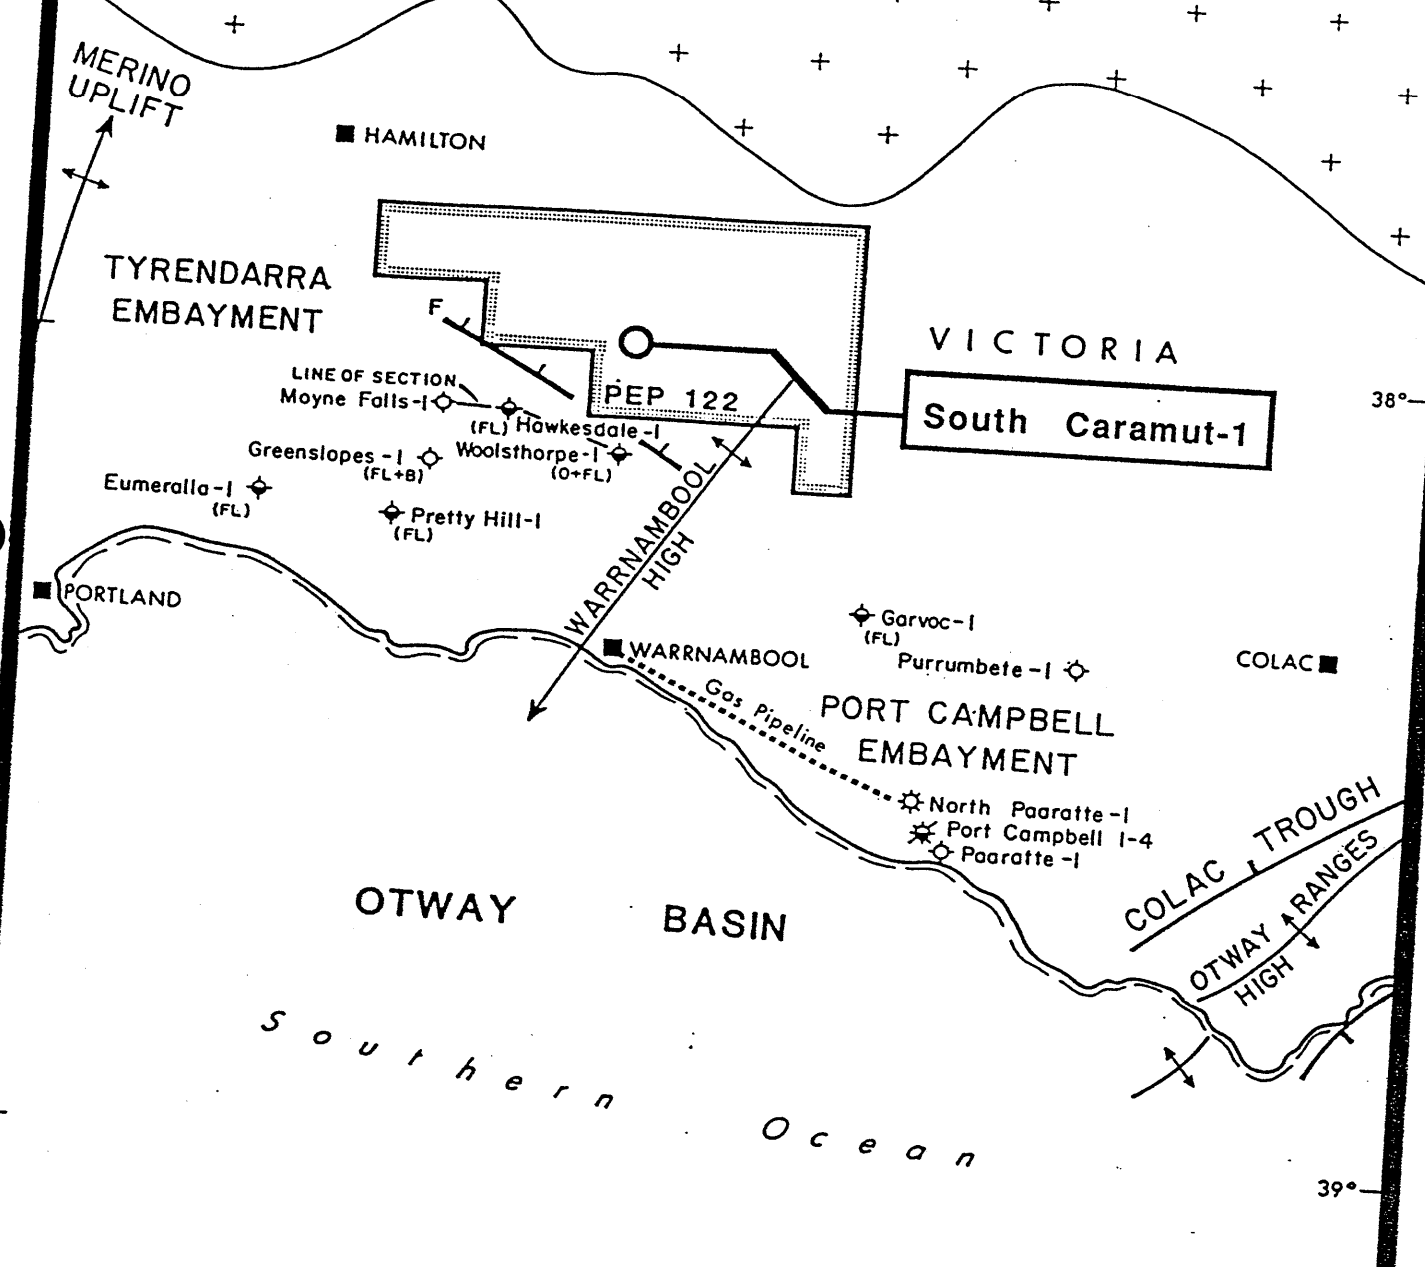 MERINO
UPLIFT
HAMILTON
TYRENDARRA
EMBAYMENT
F
VICTORIA
LINE OF SECTION
Moyne Falls-1
PEP 122
38°
South Caramut-1
(FL) Hawkesdale-1
Greenslopes-1
(FL+B)
Woolsthorpe-1
(O+FL)
Eumeralla-1
(FL)
Pretty Hill-1
(FL)
WARRNAMBOOL
HIGH
PORTLAND
Garvoc-1
(FL)
WARRNAMBOOL
Purrumbete-1
COLAC
Gas Pipeline
PORT CAMPBELL
EMBAYMENT
North Paaratte-1
Port Campbell 1-4
Paaratte-1
COLAC TROUGH
OTWAY RANGES
HIGH
OTWAY BASIN
Southern Ocean
39°